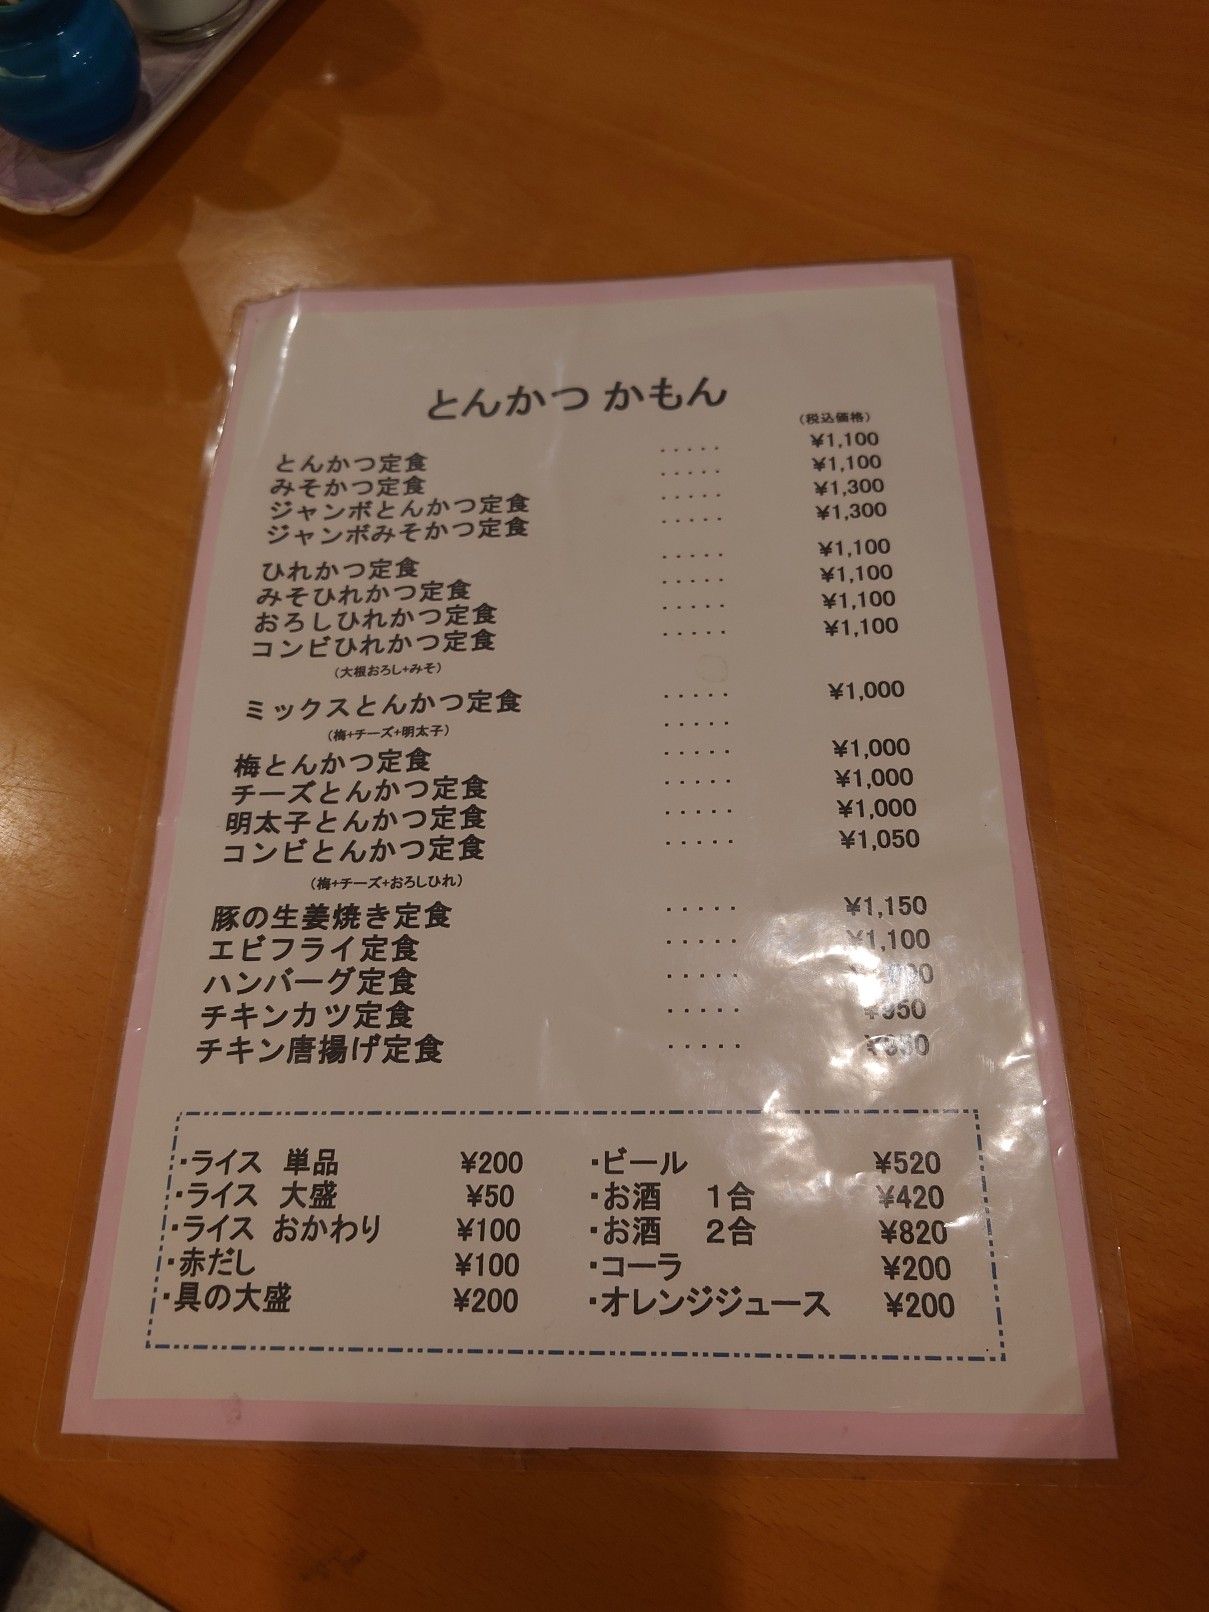 とんかつ かもん
(税込価格)
とんかつ定食 ‥‥‥ ¥1,100
みそかつ定食 ‥‥‥ ¥1,100
ジャンボとんかつ定食 ‥‥‥ ¥1,300
ジャンボみそかつ定食 ‥‥‥ ¥1,300
ひれかつ定食 ‥‥‥ ¥1,100
みそひれかつ定食 ‥‥‥ ¥1,100
おろしひれかつ定食 ‥‥‥ ¥1,100
コンビひれかつ定食 ‥‥‥ ¥1,100
(大根おろし+みそ)
ミックスとんかつ定食 ‥‥‥ ¥1,000
(梅+チーズ+明太子) ‥‥‥
梅とんかつ定食 ‥‥‥ ¥1,000
チーズとんかつ定食 ‥‥‥ ¥1,000
明太子とんかつ定食 ‥‥‥ ¥1,000
コンビとんかつ定食 ‥‥‥ ¥1,050
(梅+チーズ+おろしひれ)
豚の生姜焼き定食 ‥‥‥ ¥1,150
エビフライ定食 ‥‥‥ ¥1,100
ハンバーグ定食 ‥‥‥
チキンカツ定食 ‥‥‥ ¥950
チキン唐揚げ定食 ‥‥‥
・ライス 単品 ¥200 ・ビール ¥520
・ライス 大盛 ¥50 ・お酒 1合 ¥420
・ライス おかわり ¥100 ・お酒 2合 ¥820
・赤だし ¥100 ・コーラ ¥200
・具の大盛 ¥200 ・オレンジジュース ¥200